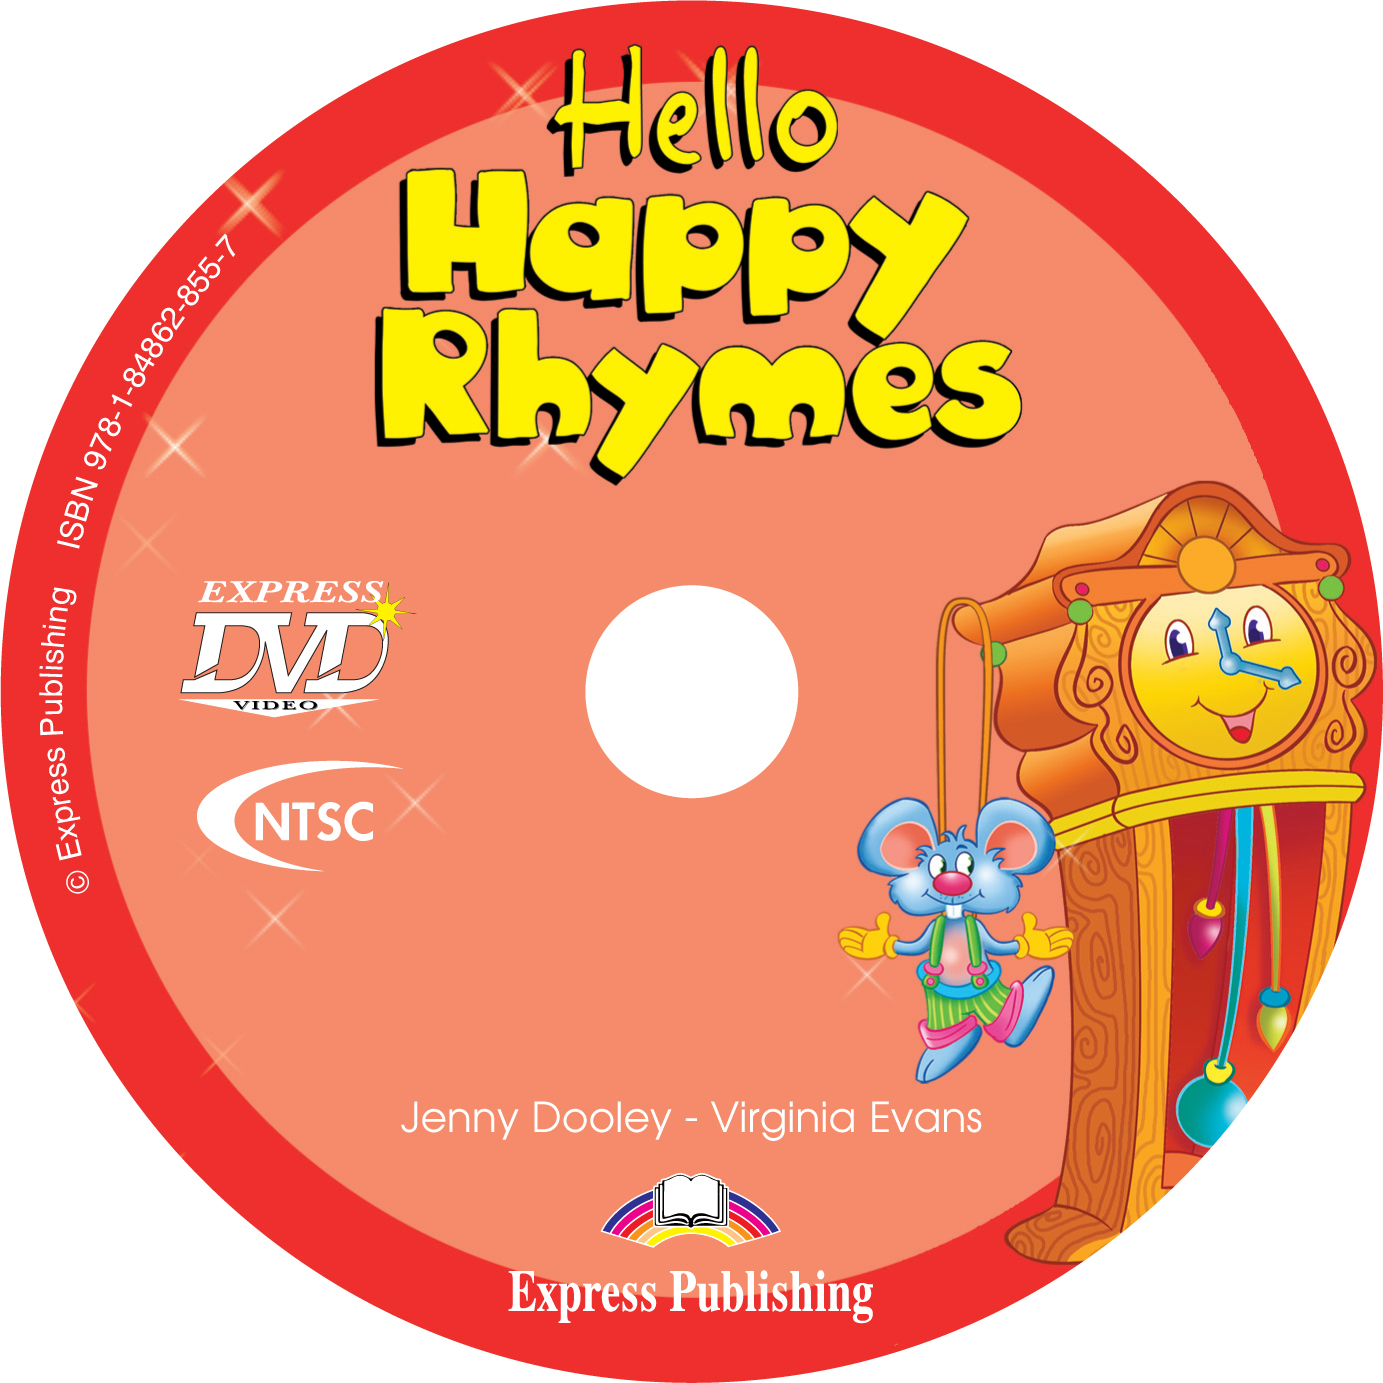 Hello
Happy
Rhymes
EXPRESS
DVD
VIDEO
NTSC
© Express Publishing ISBN 978-1-84862-855-7
Jenny Dooley - Virginia Evans
Express Publishing